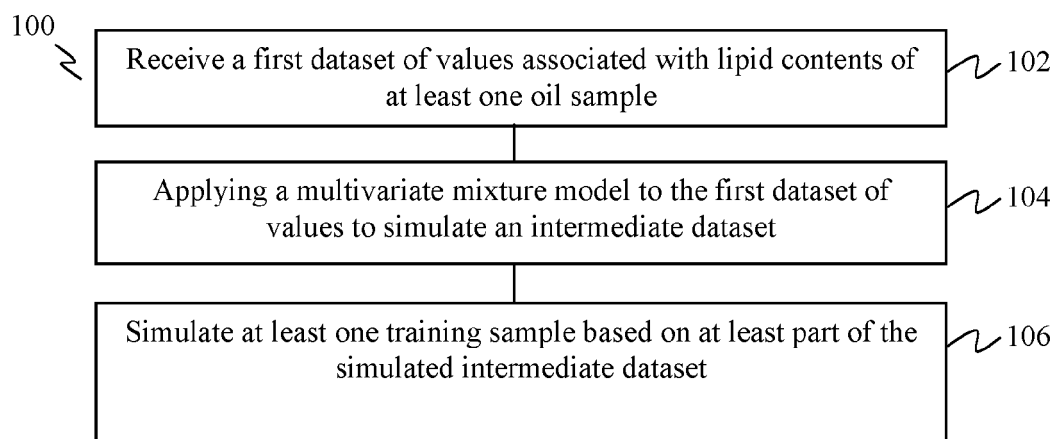 100
Receive a first dataset of values associated with lipid contents of
at least one oil sample
102
Applying a multivariate mixture model to the first dataset of
values to simulate an intermediate dataset
104
Simulate at least one training sample based on at least part of the
simulated intermediate dataset
106